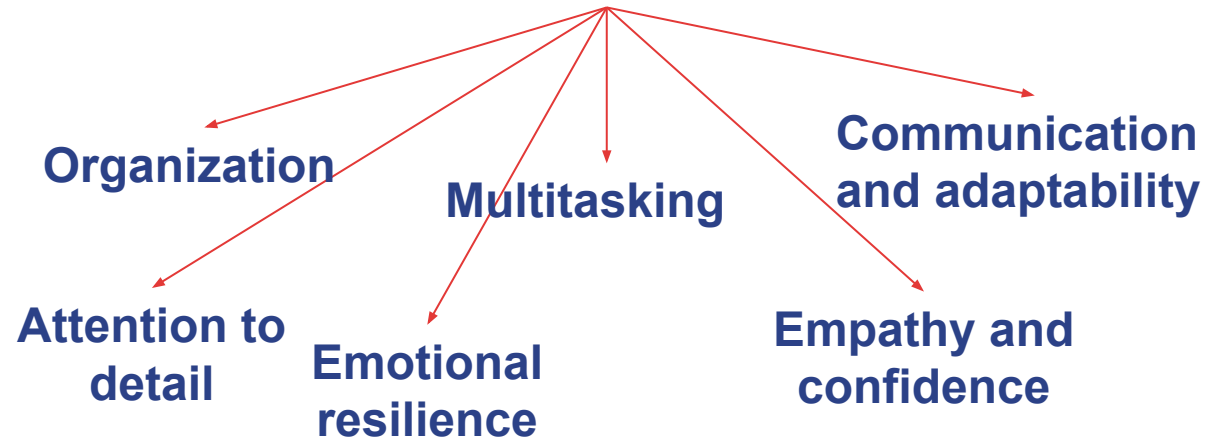 Organization
Multitasking
Communication
and adaptability
Attention to
detail
Emotional
resilience
Empathy and
confidence